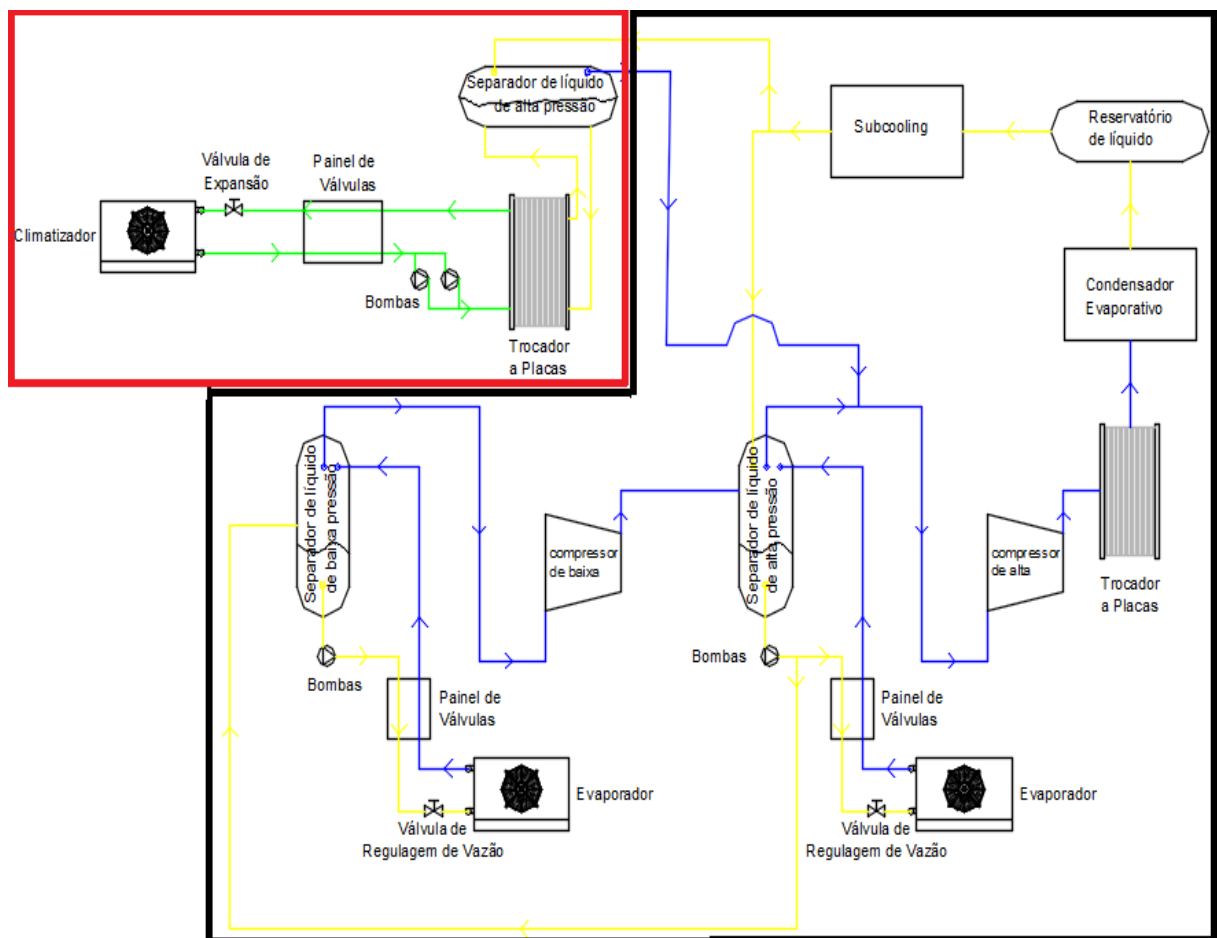 Separador de líquido
de alta pressão
Subcooling
Reservatório
de líquido
Válvula de
Expansão
Painel de
Válvulas
Climatizador
Bombas
Trocador
a Placas
Condensador
Evaporativo
Separador de líquido
de baixa pressão
compressor
de baixa
Separador de líquido
de alta pressão
compressor
de alta
Trocador
a Placas
Bombas
Painel de
Válvulas
Evaporador
Válvula de
Regulagem de Vazão
Bombas
Painel de
Válvulas
Evaporador
Válvula de
Regulagem de Vazão